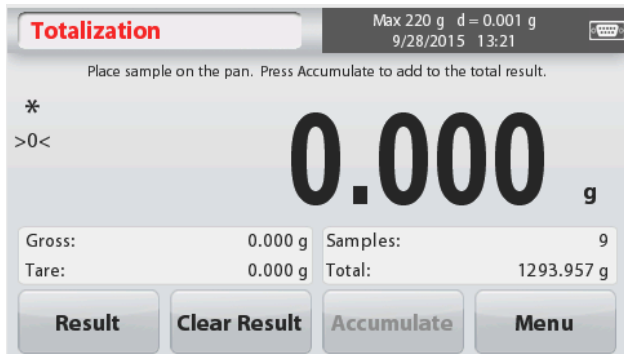 Totalization
Max 220 g  d = 0.001 g
9/28/2015  13:21
Place sample on the pan. Press Accumulate to add to the total result.
*
>0<
0.000 g
Gross: 0.000 g
Tare: 0.000 g
Samples: 9
Total: 1293.957 g
Result
Clear Result
Accumulate
Menu